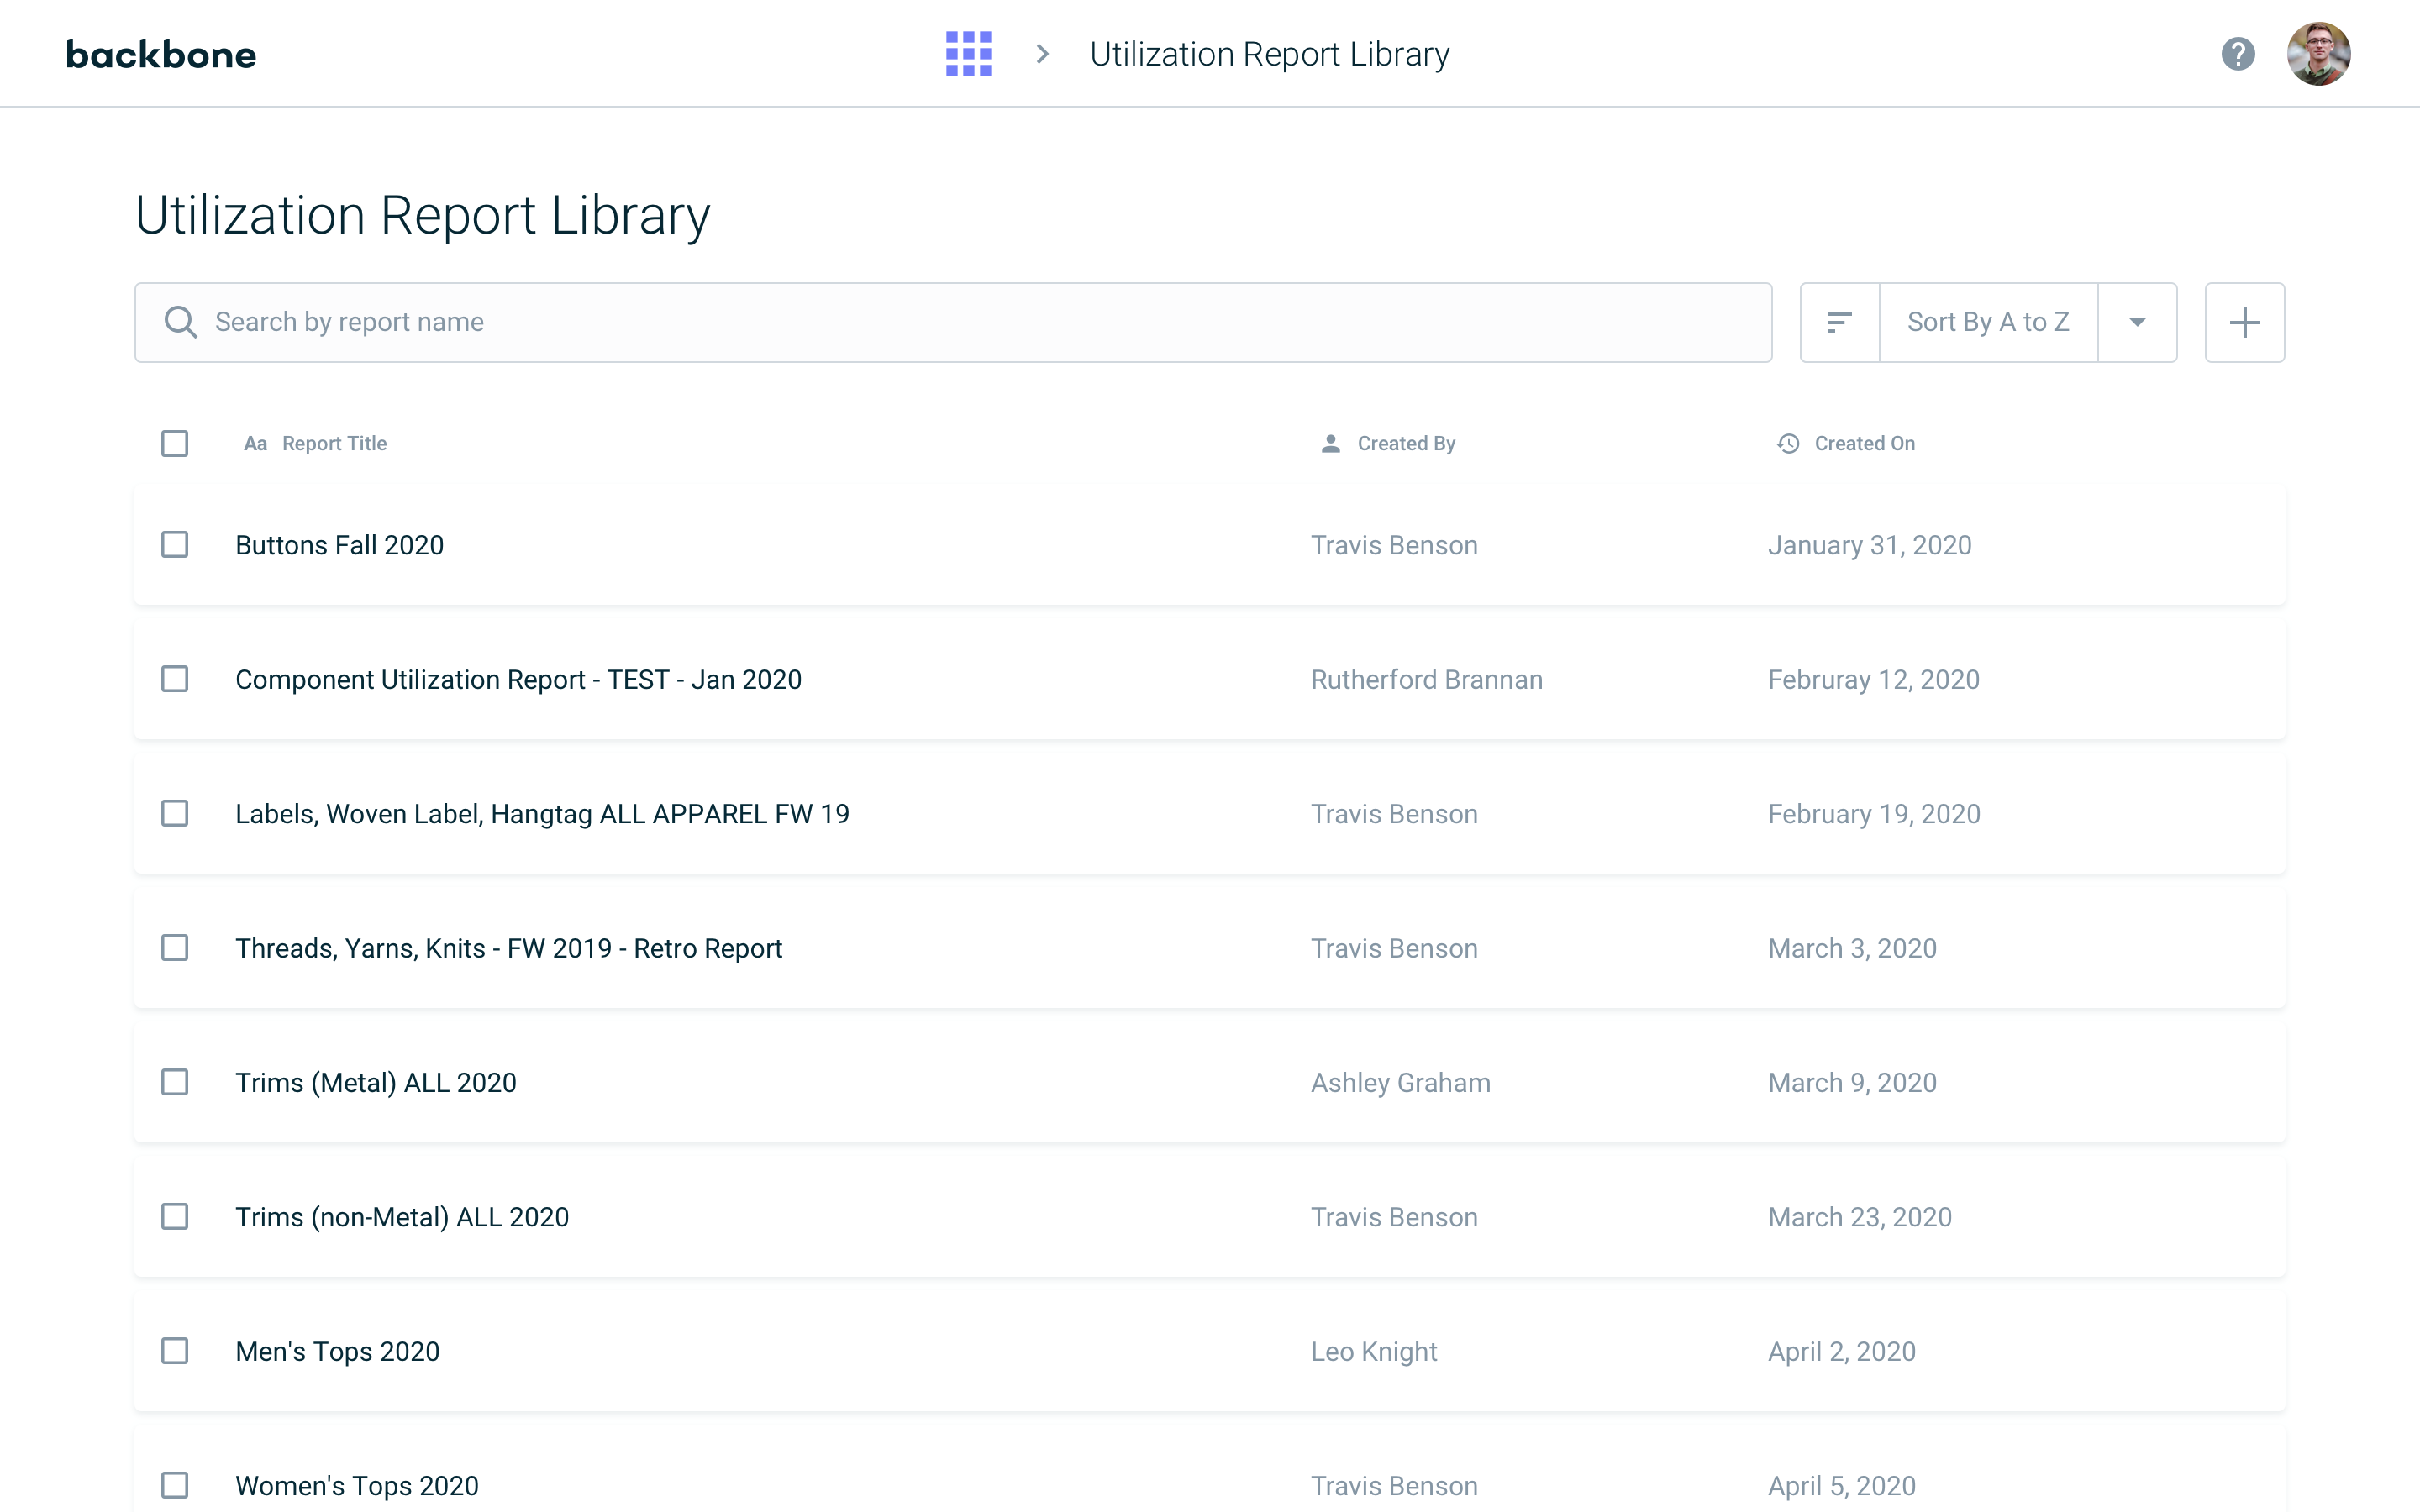 backbone
Utilization Report Library
Utilization Report Library
Search by report name
Sort By A to Z
Aa Report Title Created By Created On
Buttons Fall 2020 Travis Benson January 31, 2020
Component Utilization Report - TEST - Jan 2020 Rutherford Brannan Februray 12, 2020
Labels, Woven Label, Hangtag ALL APPAREL FW 19 Travis Benson February 19, 2020
Threads, Yarns, Knits - FW 2019 - Retro Report Travis Benson March 3, 2020
Trims (Metal) ALL 2020 Ashley Graham March 9, 2020
Trims (non-Metal) ALL 2020 Travis Benson March 23, 2020
Men's Tops 2020 Leo Knight April 2, 2020
Women's Tops 2020 Travis Benson April 5, 2020